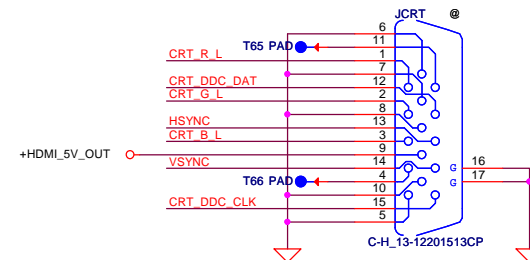 JCRT @
6
T65 PAD 11
CRT_R_L 1
7
CRT_DDC_DAT 12
CRT_G_L 2
8
HSYNC 13
CRT_B_L 3
+HDMI_5V_OUT 9
VSYNC 14
T66 PAD 4
10
CRT_DDC_CLK 15
5
G 16
G 17
C-H_13-12201513CP